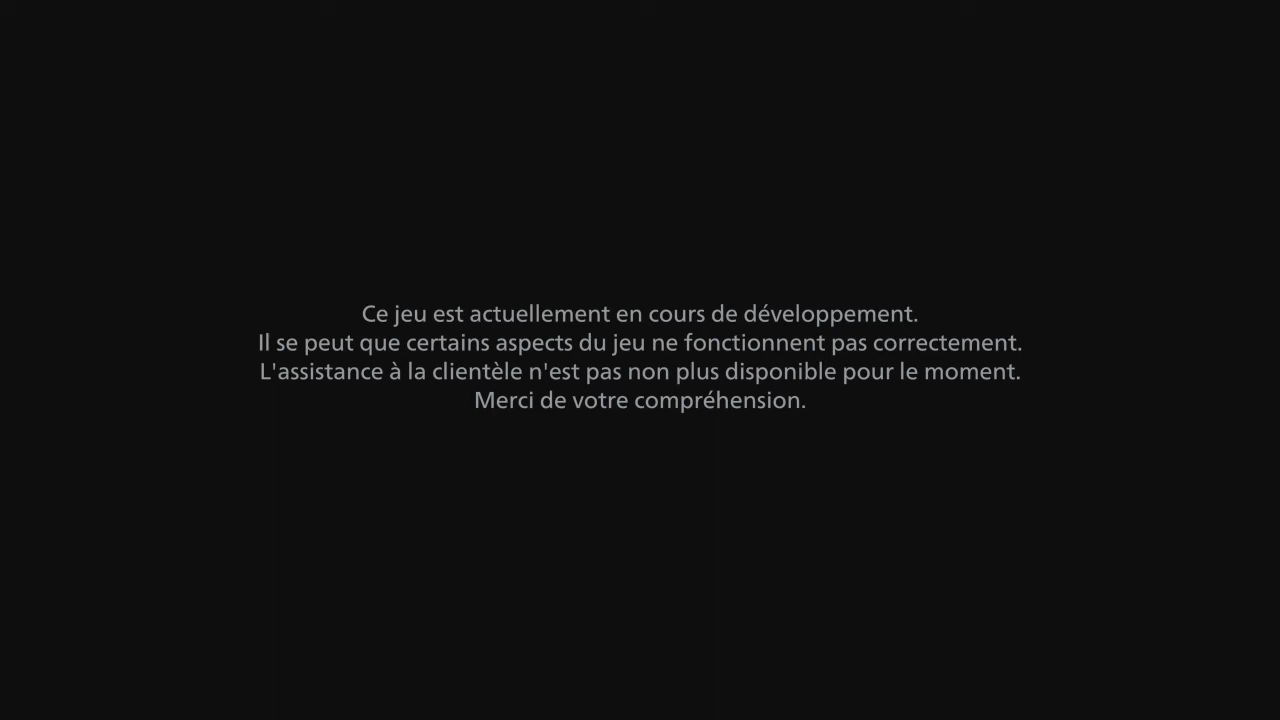 Ce jeu est actuellement en cours de développement.
Il se peut que certains aspects du jeu ne fonctionnent pas correctement.
L'assistance à la clientèle n'est pas non plus disponible pour le moment.
Merci de votre compréhension.